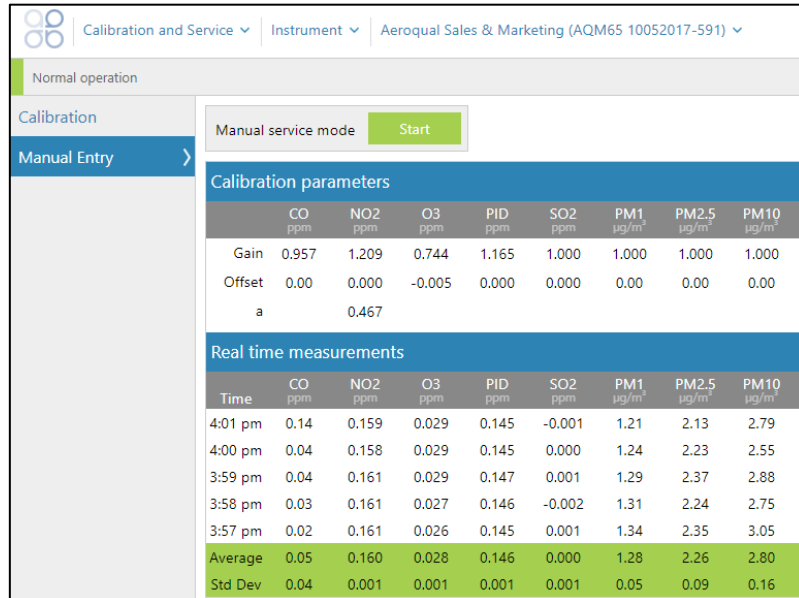 Calibration and Service Instrument Aeroqual Sales & Marketing (AQM65 10052017-591)
Normal operation
Calibration
Manual Entry
Manual service mode Start
Calibration parameters
CO NO2 O3 PID SO2 PM1 PM2.5 PM10
ppm ppm ppm ppm ppm µg/m³ µg/m³ µg/m³
Gain 0.957 1.209 0.744 1.165 1.000 1.000 1.000 1.000
Offset 0.00 0.000 -0.005 0.000 0.000 0.00 0.00 0.00
a 0.467
Real time measurements
CO NO2 O3 PID SO2 PM1 PM2.5 PM10
Time ppm ppm ppm ppm ppm µg/m³ µg/m³ µg/m³
4:01 pm 0.14 0.159 0.029 0.145 -0.001 1.21 2.13 2.79
4:00 pm 0.04 0.158 0.029 0.145 0.000 1.24 2.23 2.55
3:59 pm 0.04 0.161 0.029 0.147 0.001 1.29 2.37 2.88
3:58 pm 0.03 0.161 0.027 0.146 -0.002 1.31 2.24 2.75
3:57 pm 0.02 0.161 0.026 0.145 0.001 1.34 2.35 3.05
Average 0.05 0.160 0.028 0.146 0.000 1.28 2.26 2.80
Std Dev 0.04 0.001 0.001 0.001 0.001 0.05 0.09 0.16